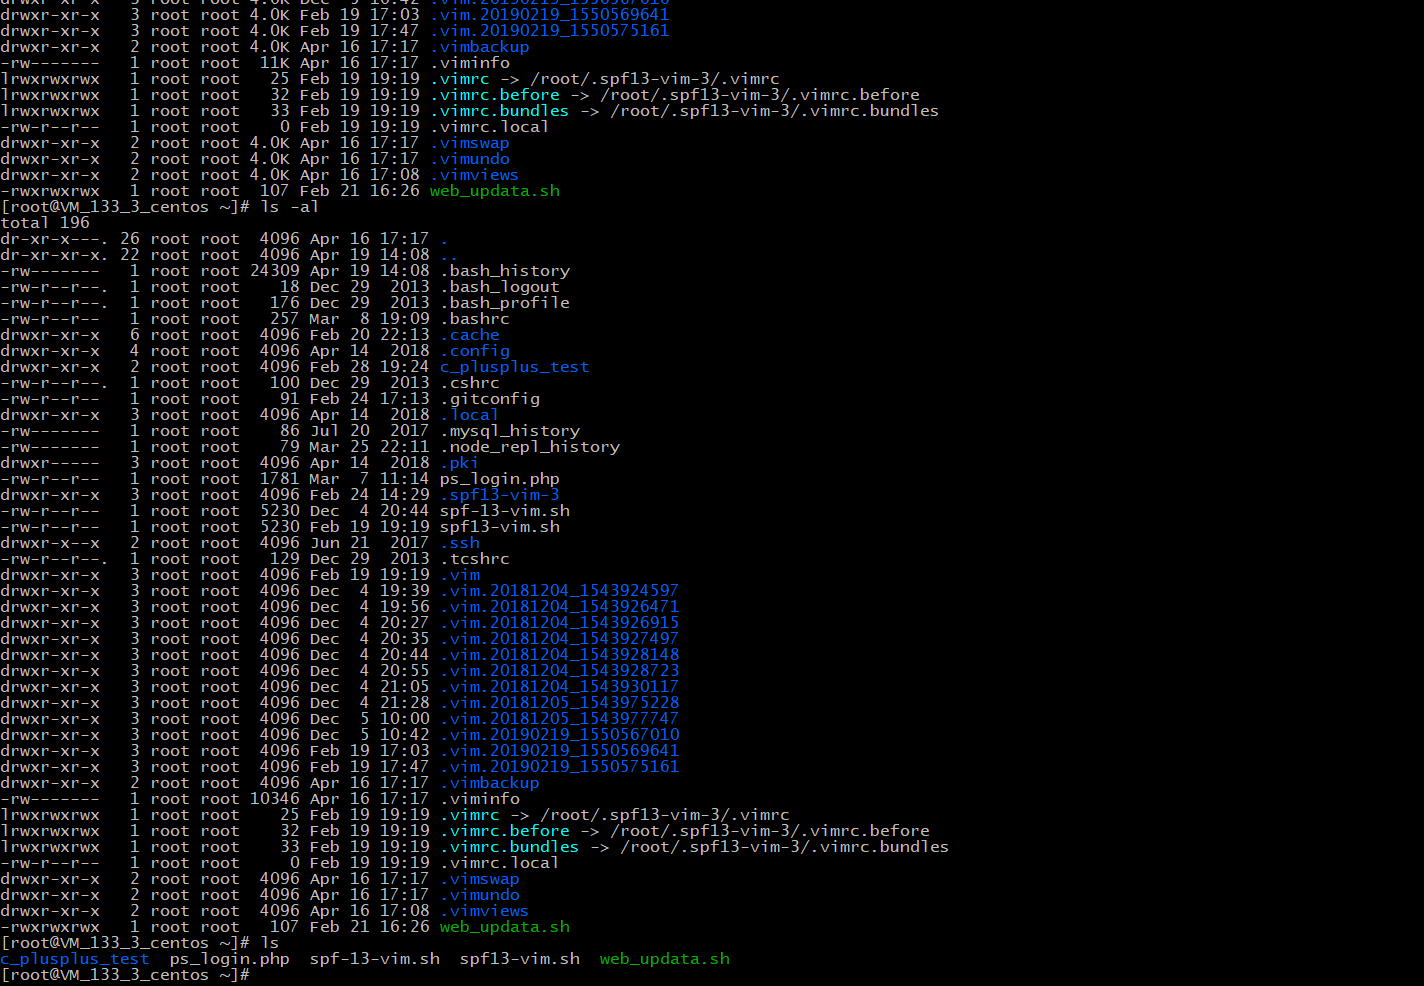 drwxr-xr-x   3 root root 4.0K Dec  5 10:42 .vim.20190219_1550567010
drwxr-xr-x   3 root root 4.0K Feb 19 17:03 .vim.20190219_1550569641
drwxr-xr-x   3 root root 4.0K Feb 19 17:47 .vim.20190219_1550575161
drwxr-xr-x   2 root root 4.0K Apr 16 17:17 .vimbackup
-rw-------   1 root root  11K Apr 16 17:17 .viminfo
lrwxrwxrwx   1 root root   25 Feb 19 19:19 .vimrc -> /root/.spf13-vim-3/.vimrc
lrwxrwxrwx   1 root root   32 Feb 19 19:19 .vimrc.before -> /root/.spf13-vim-3/.vimrc.before
lrwxrwxrwx   1 root root   33 Feb 19 19:19 .vimrc.bundles -> /root/.spf13-vim-3/.vimrc.bundles
-rw-r--r--   1 root root    0 Feb 19 19:19 .vimrc.local
drwxr-xr-x   2 root root 4.0K Apr 16 17:17 .vimswap
drwxr-xr-x   2 root root 4.0K Apr 16 17:17 .vimundo
drwxr-xr-x   2 root root 4.0K Apr 16 17:08 .vimviews
-rwxrwxrwx   1 root root  107 Feb 21 16:26 web_updata.sh
[root@VM_133_3_centos ~]# ls -al
total 196
dr-xr-x---. 26 root root  4096 Apr 16 17:17 .
dr-xr-xr-x. 22 root root  4096 Apr 19 14:08 ..
-rw-------   1 root root 24309 Apr 19 14:08 .bash_history
-rw-r--r--.  1 root root    18 Dec 29  2013 .bash_logout
-rw-r--r--.  1 root root   176 Dec 29  2013 .bash_profile
-rw-r--r--   1 root root   257 Mar  8 19:09 .bashrc
drwxr-xr-x   6 root root  4096 Feb 20 22:13 .cache
drwxr-xr-x   4 root root  4096 Apr 14  2018 .config
drwxr-xr-x   2 root root  4096 Feb 28 19:24 c_plusplus_test
-rw-r--r--.  1 root root   100 Dec 29  2013 .cshrc
-rw-r--r--   1 root root    91 Feb 24 17:13 .gitconfig
drwxr-xr-x   3 root root  4096 Apr 14  2018 .local
-rw-------   1 root root    86 Jul 20  2017 .mysql_history
-rw-------   1 root root    79 Mar 25 22:11 .node_repl_history
drwxr-----   3 root root  4096 Apr 14  2018 .pki
-rw-r--r--   1 root root  1781 Mar  7 11:14 ps_login.php
drwxr-xr-x   3 root root  4096 Feb 24 14:29 .spf13-vim-3
-rw-r--r--   1 root root  5230 Dec  4 20:44 spf-13-vim.sh
-rw-r--r--   1 root root  5230 Feb 19 19:19 spf13-vim.sh
drwxr-x--x   2 root root  4096 Jun 21  2017 .ssh
-rw-r--r--.  1 root root   129 Dec 29  2013 .tcshrc
drwxr-xr-x   3 root root  4096 Feb 19 19:19 .vim
drwxr-xr-x   3 root root  4096 Dec  4 19:39 .vim.20181204_1543924597
drwxr-xr-x   3 root root  4096 Dec  4 19:56 .vim.20181204_1543926471
drwxr-xr-x   3 root root  4096 Dec  4 20:27 .vim.20181204_1543926915
drwxr-xr-x   3 root root  4096 Dec  4 20:35 .vim.20181204_1543927497
drwxr-xr-x   3 root root  4096 Dec  4 20:44 .vim.20181204_1543928148
drwxr-xr-x   3 root root  4096 Dec  4 20:55 .vim.20181204_1543928723
drwxr-xr-x   3 root root  4096 Dec  4 21:05 .vim.20181204_1543930117
drwxr-xr-x   3 root root  4096 Dec  4 21:28 .vim.20181205_1543975228
drwxr-xr-x   3 root root  4096 Dec  5 10:00 .vim.20181205_1543977747
drwxr-xr-x   3 root root  4096 Dec  5 10:42 .vim.20190219_1550567010
drwxr-xr-x   3 root root  4096 Feb 19 17:03 .vim.20190219_1550569641
drwxr-xr-x   3 root root  4096 Feb 19 17:47 .vim.20190219_1550575161
drwxr-xr-x   2 root root  4096 Apr 16 17:17 .vimbackup
-rw-------   1 root root 10346 Apr 16 17:17 .viminfo
lrwxrwxrwx   1 root root    25 Feb 19 19:19 .vimrc -> /root/.spf13-vim-3/.vimrc
lrwxrwxrwx   1 root root    32 Feb 19 19:19 .vimrc.before -> /root/.spf13-vim-3/.vimrc.before
lrwxrwxrwx   1 root root    33 Feb 19 19:19 .vimrc.bundles -> /root/.spf13-vim-3/.vimrc.bundles
-rw-r--r--   1 root root     0 Feb 19 19:19 .vimrc.local
drwxr-xr-x   2 root root  4096 Apr 16 17:17 .vimswap
drwxr-xr-x   2 root root  4096 Apr 16 17:17 .vimundo
drwxr-xr-x   2 root root  4096 Apr 16 17:08 .vimviews
-rwxrwxrwx   1 root root   107 Feb 21 16:26 web_updata.sh
[root@VM_133_3_centos ~]# ls
c_plusplus_test  ps_login.php  spf-13-vim.sh  spf13-vim.sh  web_updata.sh
[root@VM_133_3_centos ~]#